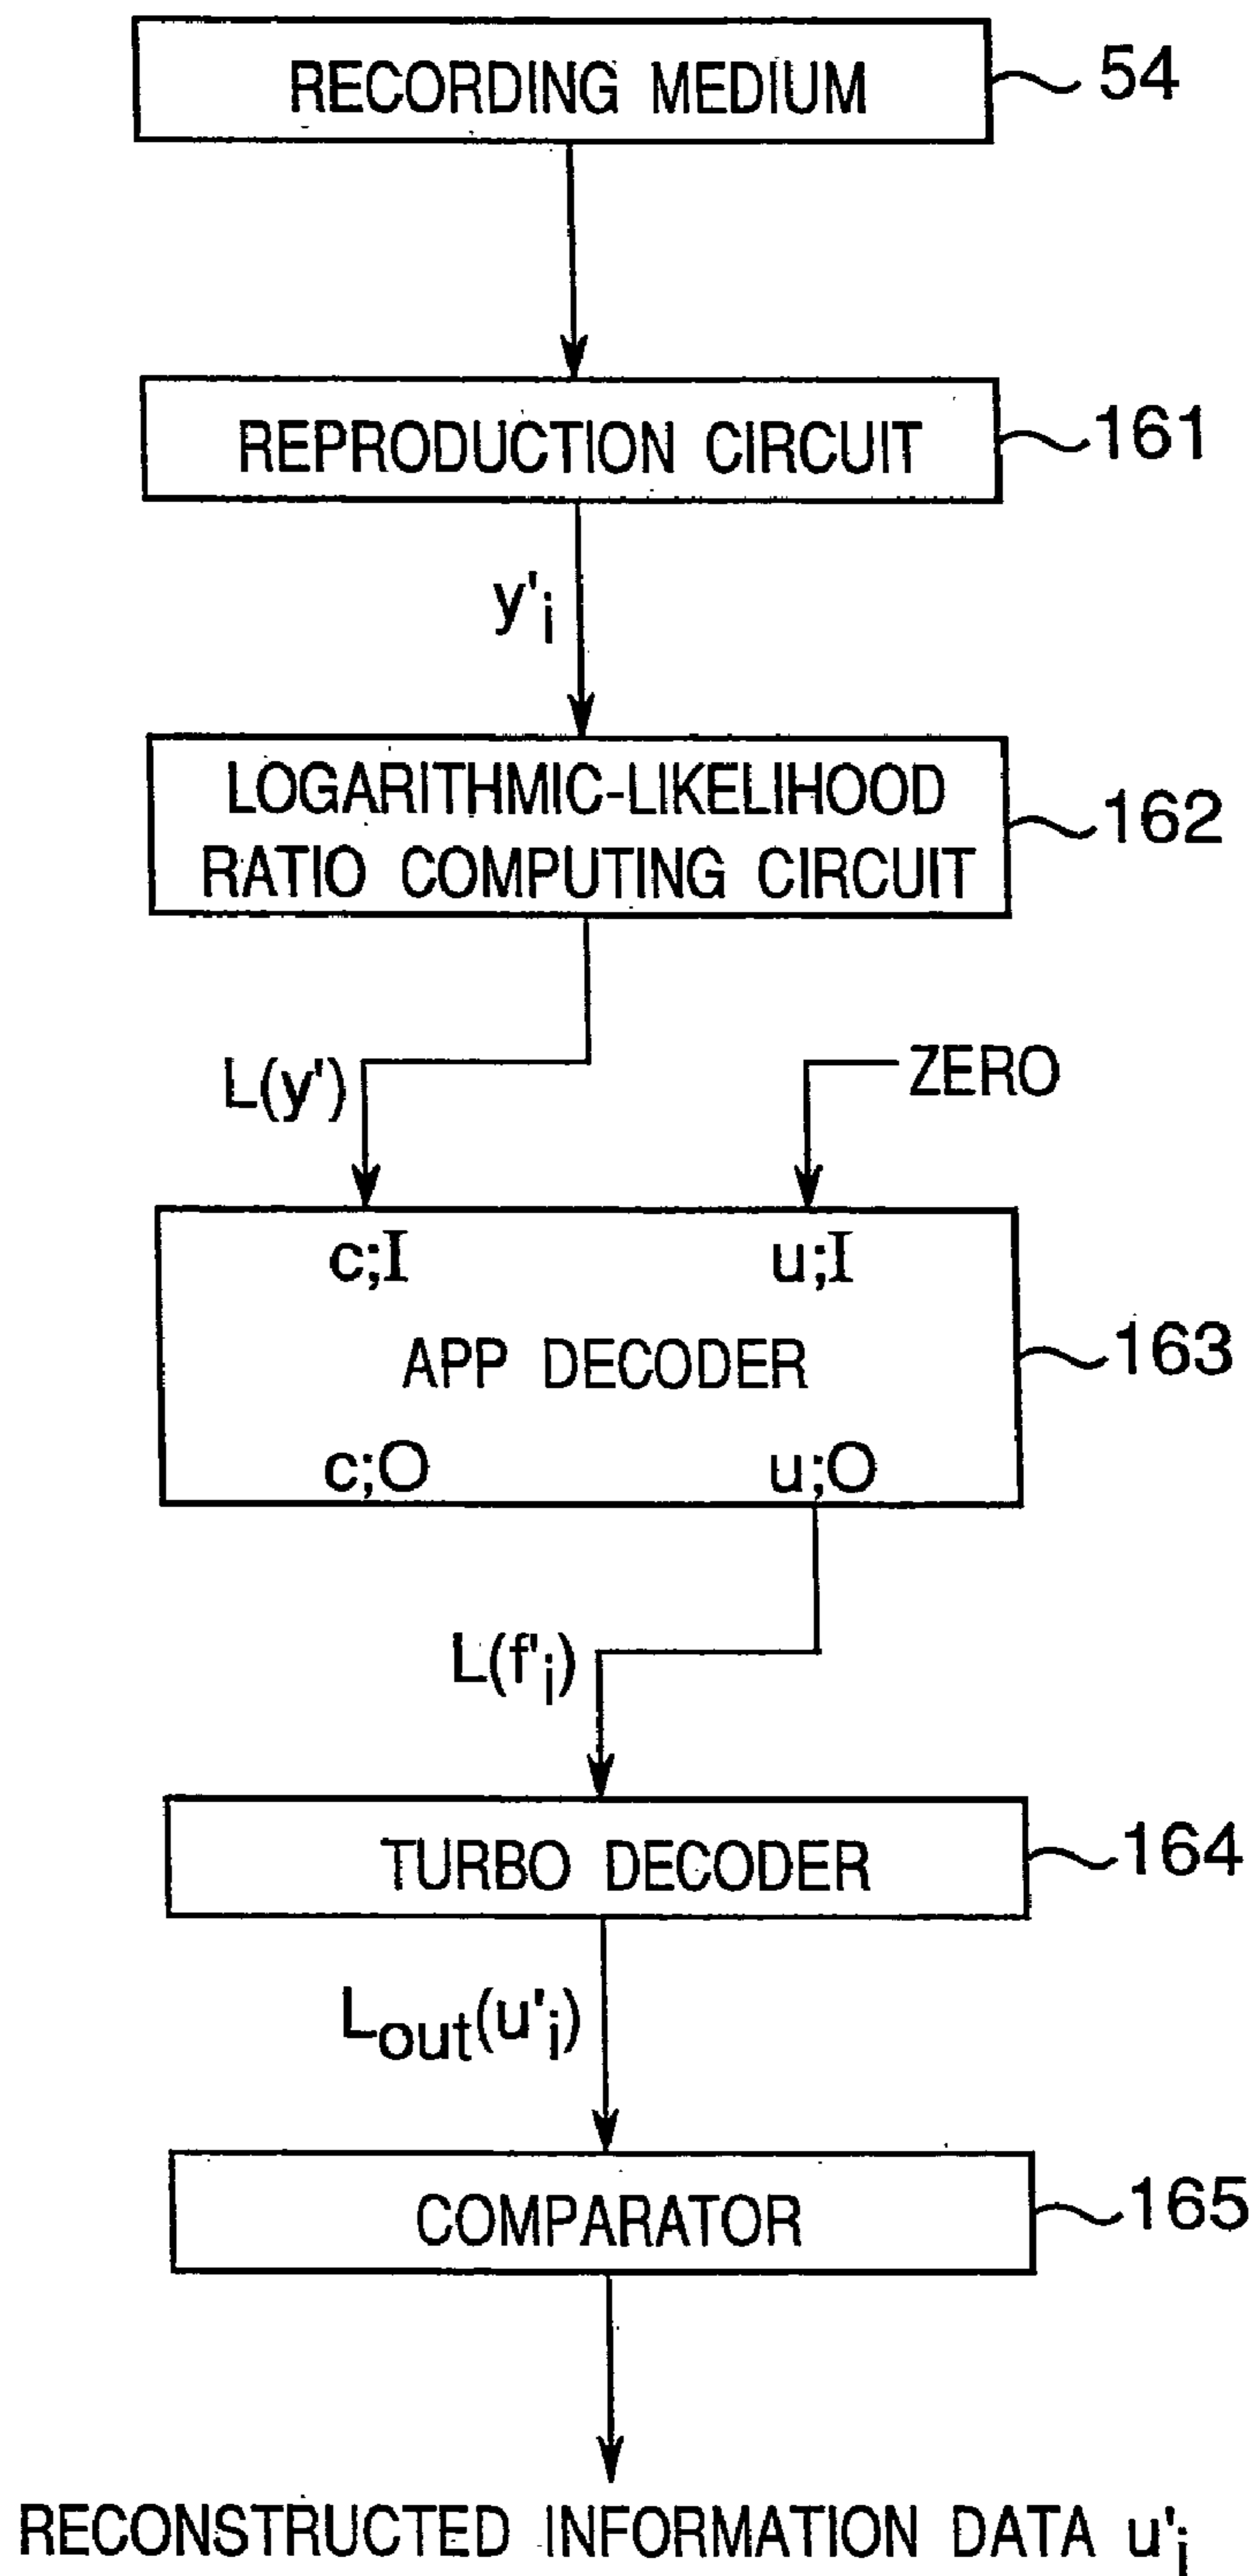 RECORDING MEDIUM
54
REPRODUCTION CIRCUIT
161
y'i
LOGARITHMIC-LIKELIHOOD
RATIO COMPUTING CIRCUIT
162
L(y')
ZERO
c;I
u;I
APP DECODER
163
c;O
u;O
L(f'i)
TURBO DECODER
164
Lout(u'i)
COMPARATOR
165
RECONSTRUCTED INFORMATION DATA u'i